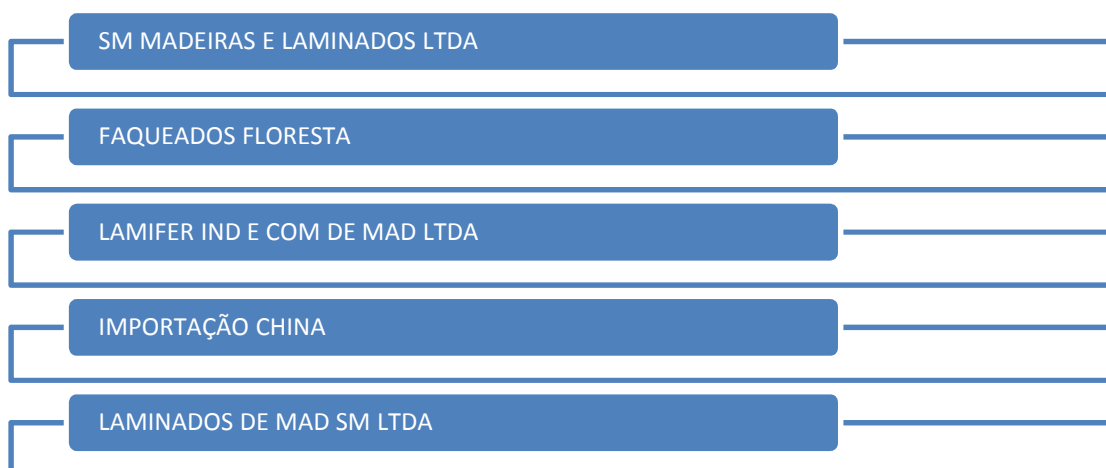 SM MADEIRAS E LAMINADOS LTDA
FAQUEADOS FLORESTA
LAMIFER IND E COM DE MAD LTDA
IMPORTAÇÃO CHINA
LAMINADOS DE MAD SM LTDA